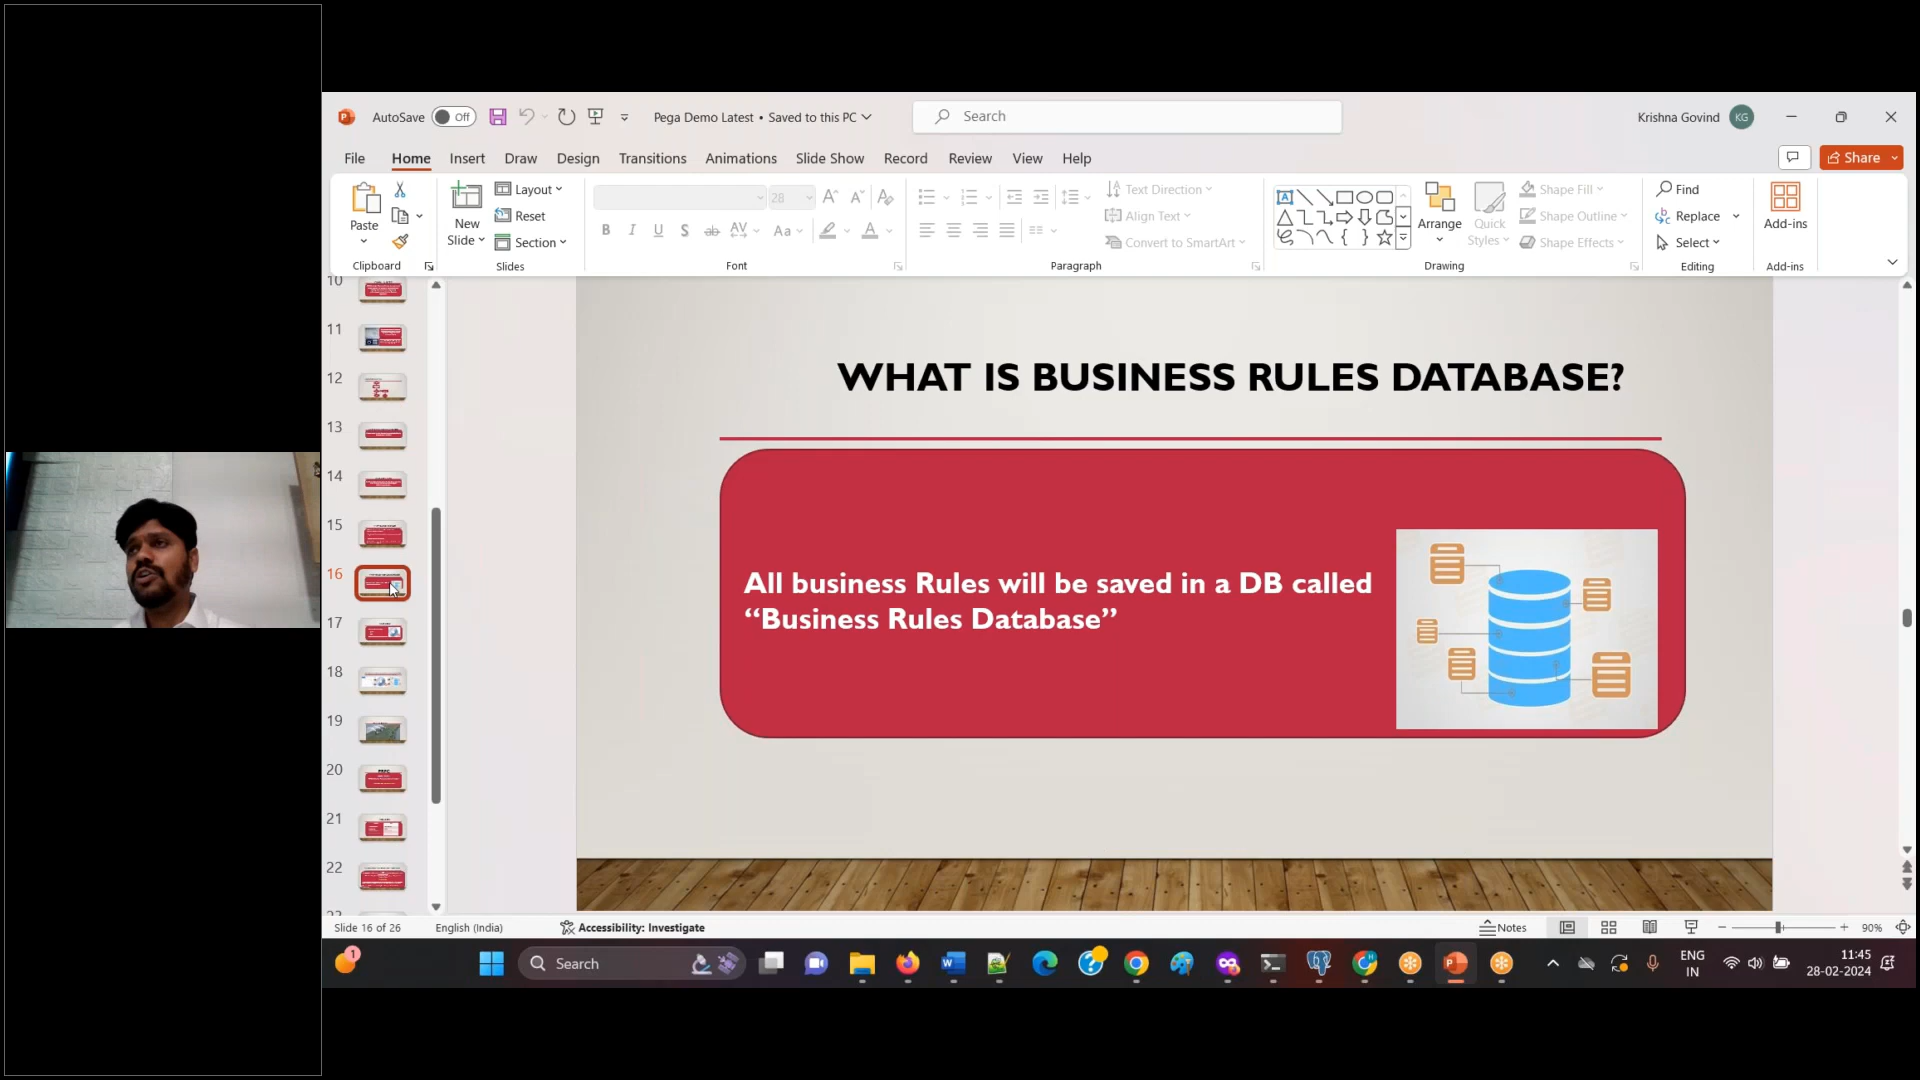 AutoSave Off Pega Demo Latest • Saved to this PC Search Krishna Govind KG
File Home Insert Draw Design Transitions Animations Slide Show Record Review View Help Share
Paste
New Slide
Layout
Reset
Section
28
Text Direction
Align Text
Convert to SmartArt
Arrange
Quick Styles
Shape Fill
Shape Outline
Shape Effects
Find
Replace
Select
Add-ins
Clipboard Slides Font Paragraph Drawing Editing Add-ins
10
11
12
13
14
15
16
17
18
19
20
21
22
WHAT IS BUSINESS RULES DATABASE?
All business Rules will be saved in a DB called
“Business Rules Database”
Slide 16 of 26 English (India) Accessibility: Investigate Notes 90%
1 Search ENG IN 11:45 28-02-2024